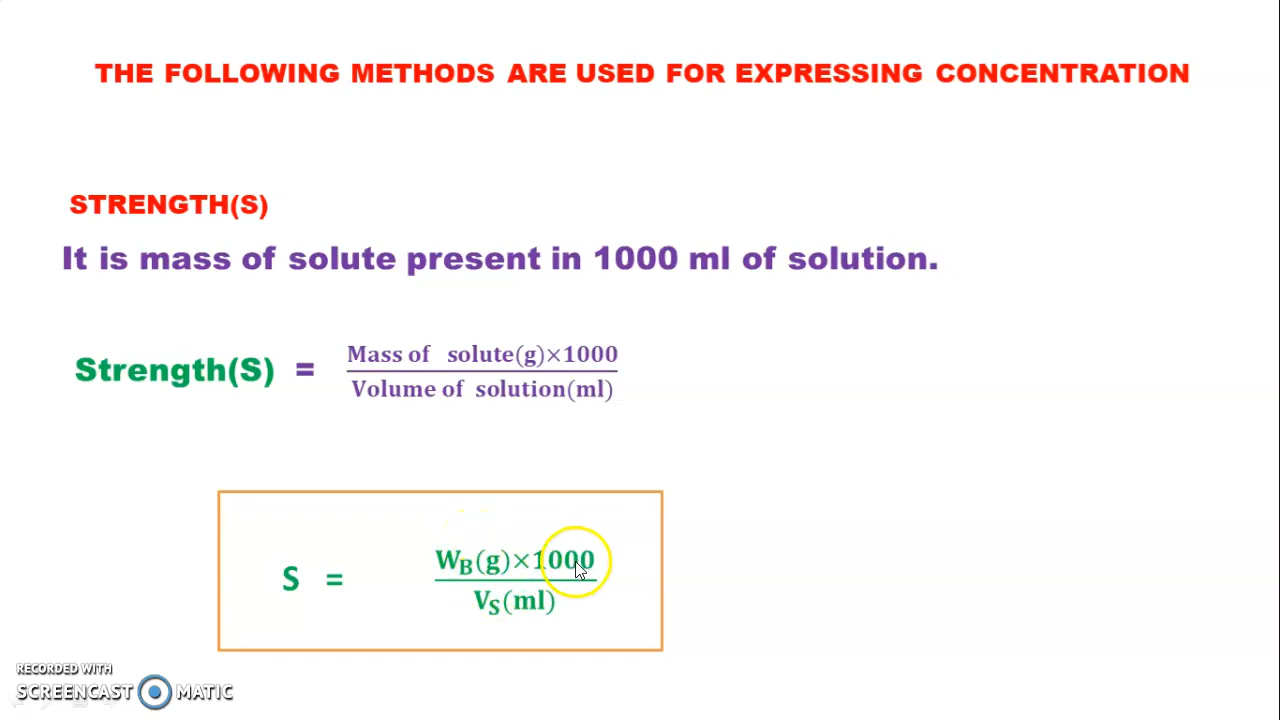 THE FOLLOWING METHODS ARE USED FOR EXPRESSING CONCENTRATION
STRENGTH(S)
It is mass of solute present in 1000 ml of solution.
Strength(S) = Mass of solute(g)×1000
Volume of solution(ml)
S = W_B(g)×1000
V_S(ml)
RECORDED WITH
SCREENCAST MATIC